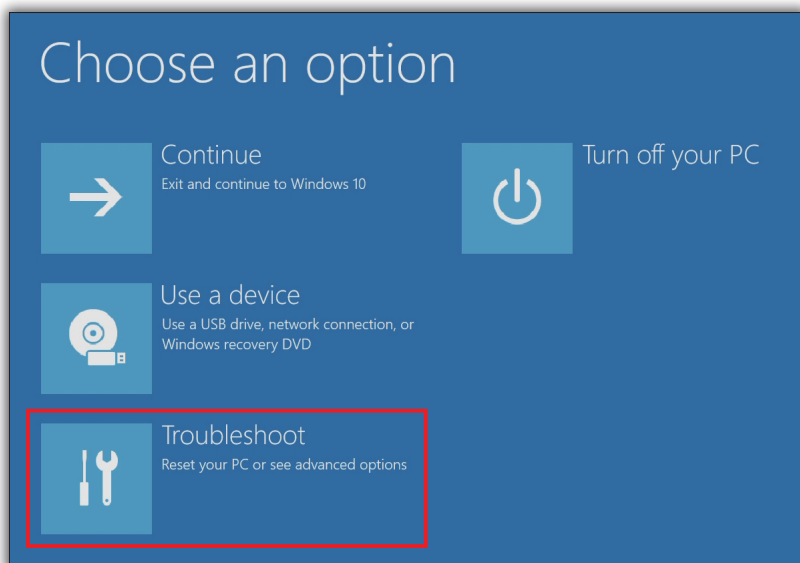 Choose an option
Continue
Exit and continue to Windows 10
Turn off your PC
Use a device
Use a USB drive, network connection, or
Windows recovery DVD
Troubleshoot
Reset your PC or see advanced options